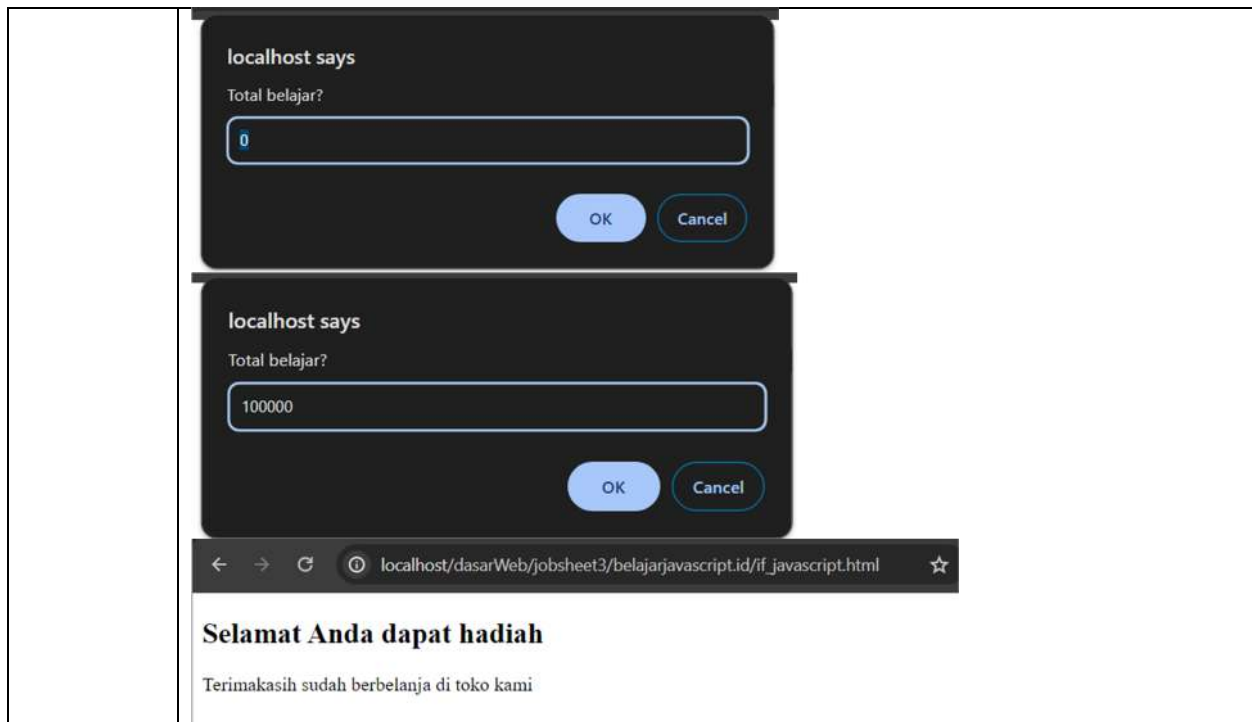 localhost says
Total belajar?
0
OK Cancel
localhost says
Total belajar?
100000
OK Cancel
localhost/dasarWeb/jobsheet3/belajarjavascript.id/if_javascript.html
Selamat Anda dapat hadiah
Terimakasih sudah berbelanja di toko kami